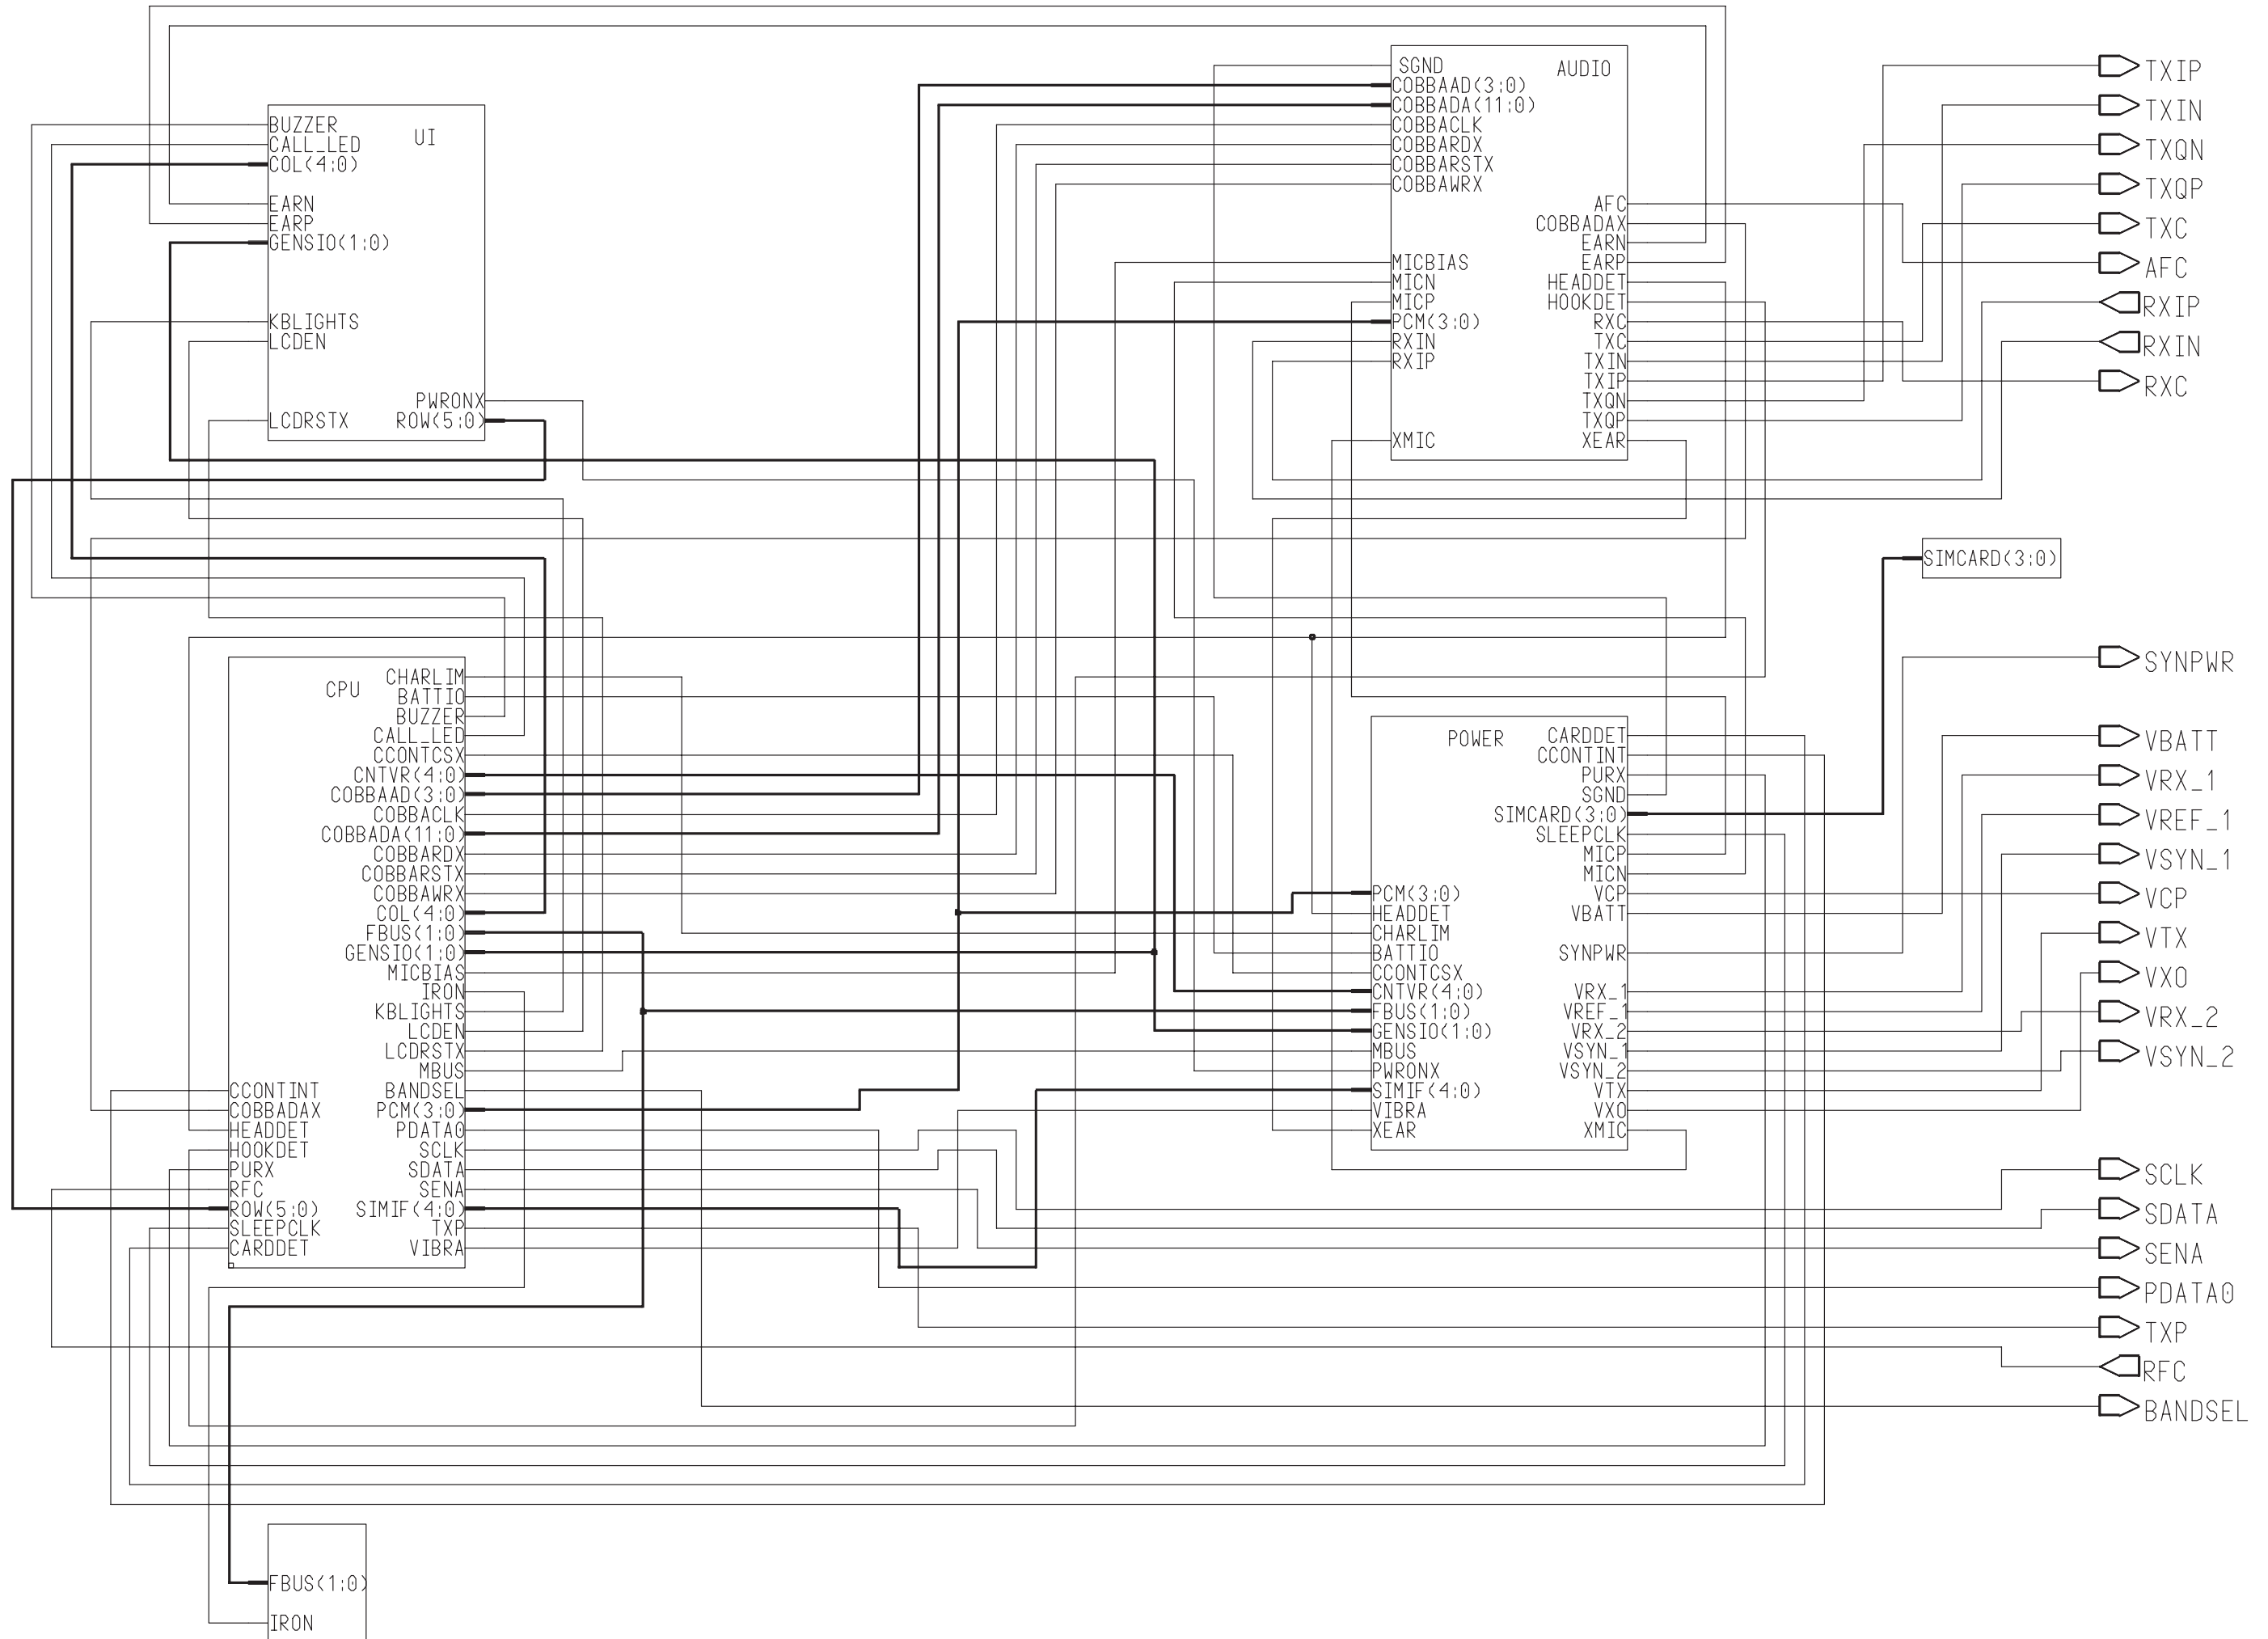 UI
BUZZER
CALL_LED
COL(4:0)
EARN
EARP
GENSIO(1:0)
KBLIGHTS
LCDEN
LCDRSTX
PWRONX
ROW(5:0)
AUDIO
SGND
COBBAAD(3:0)
COBBADA(11:0)
COBBACLK
COBBARDX
COBBARSTX
COBBAWRX
MICBIAS
MICN
MICP
PCM(3:0)
RXIN
RXIP
XMIC
AFC
COBBADAX
EARN
EARP
HEADDET
HOOKDET
RXC
TXC
TXIN
TXIP
TXQN
TXQP
XEAR
TXIP
TXIN
TXQN
TXQP
TXC
AFC
RXIP
RXIN
RXC
SIMCARD(3:0)
CPU
CHARLIM
BATTIO
BUZZER
CALL_LED
CCONTCSX
CNTVR(4:0)
COBBAAD(3:0)
COBBACLK
COBBADA(11:0)
COBBARDX
COBBARSTX
COBBAWRX
COL(4:0)
FBUS(1:0)
GENSIO(1:0)
MICBIAS
IRON
KBLIGHTS
LCDEN
LCDRSTX
MBUS
BANDSEL
PCM(3:0)
PDATA0
SCLK
SDATA
SENA
SIMIF(4:0)
TXP
VIBRA
CCONTINT
COBBADAX
HEADDET
HOOKDET
PURX
RFC
ROW(5:0)
SLEEPCLK
CARDDET
POWER
PCM(3:0)
HEADDET
CHARLIM
BATTIO
CCONTCSX
CNTVR(4:0)
FBUS(1:0)
GENSIO(1:0)
MBUS
PWRONX
SIMIF(4:0)
VIBRA
XEAR
CARDDET
CCONTINT
PURX
SGND
SIMCARD(3:0)
SLEEPCLK
MICP
MICN
VCP
VBATT
SYNPWR
VRX_1
VREF_1
VRX_2
VSYN_1
VSYN_2
VTX
VXO
XMIC
SYNPWR
VBATT
VRX_1
VREF_1
VSYN_1
VCP
VTX
VXO
VRX_2
VSYN_2
SCLK
SDATA
SENA
PDATA0
TXP
RFC
BANDSEL
FBUS(1:0)
IRON